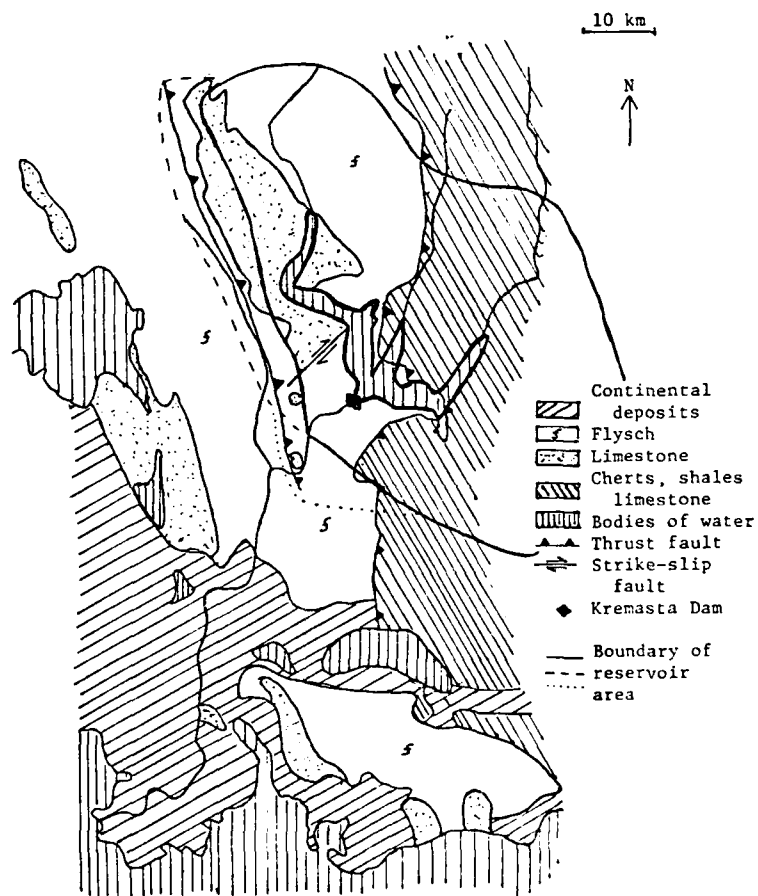 10 km
N
Continental
deposits
Flysch
Limestone
Cherts, shales
limestone
Bodies of water
Thrust fault
Strike-slip
fault
Kremasta Dam
Boundary of
reservoir
area